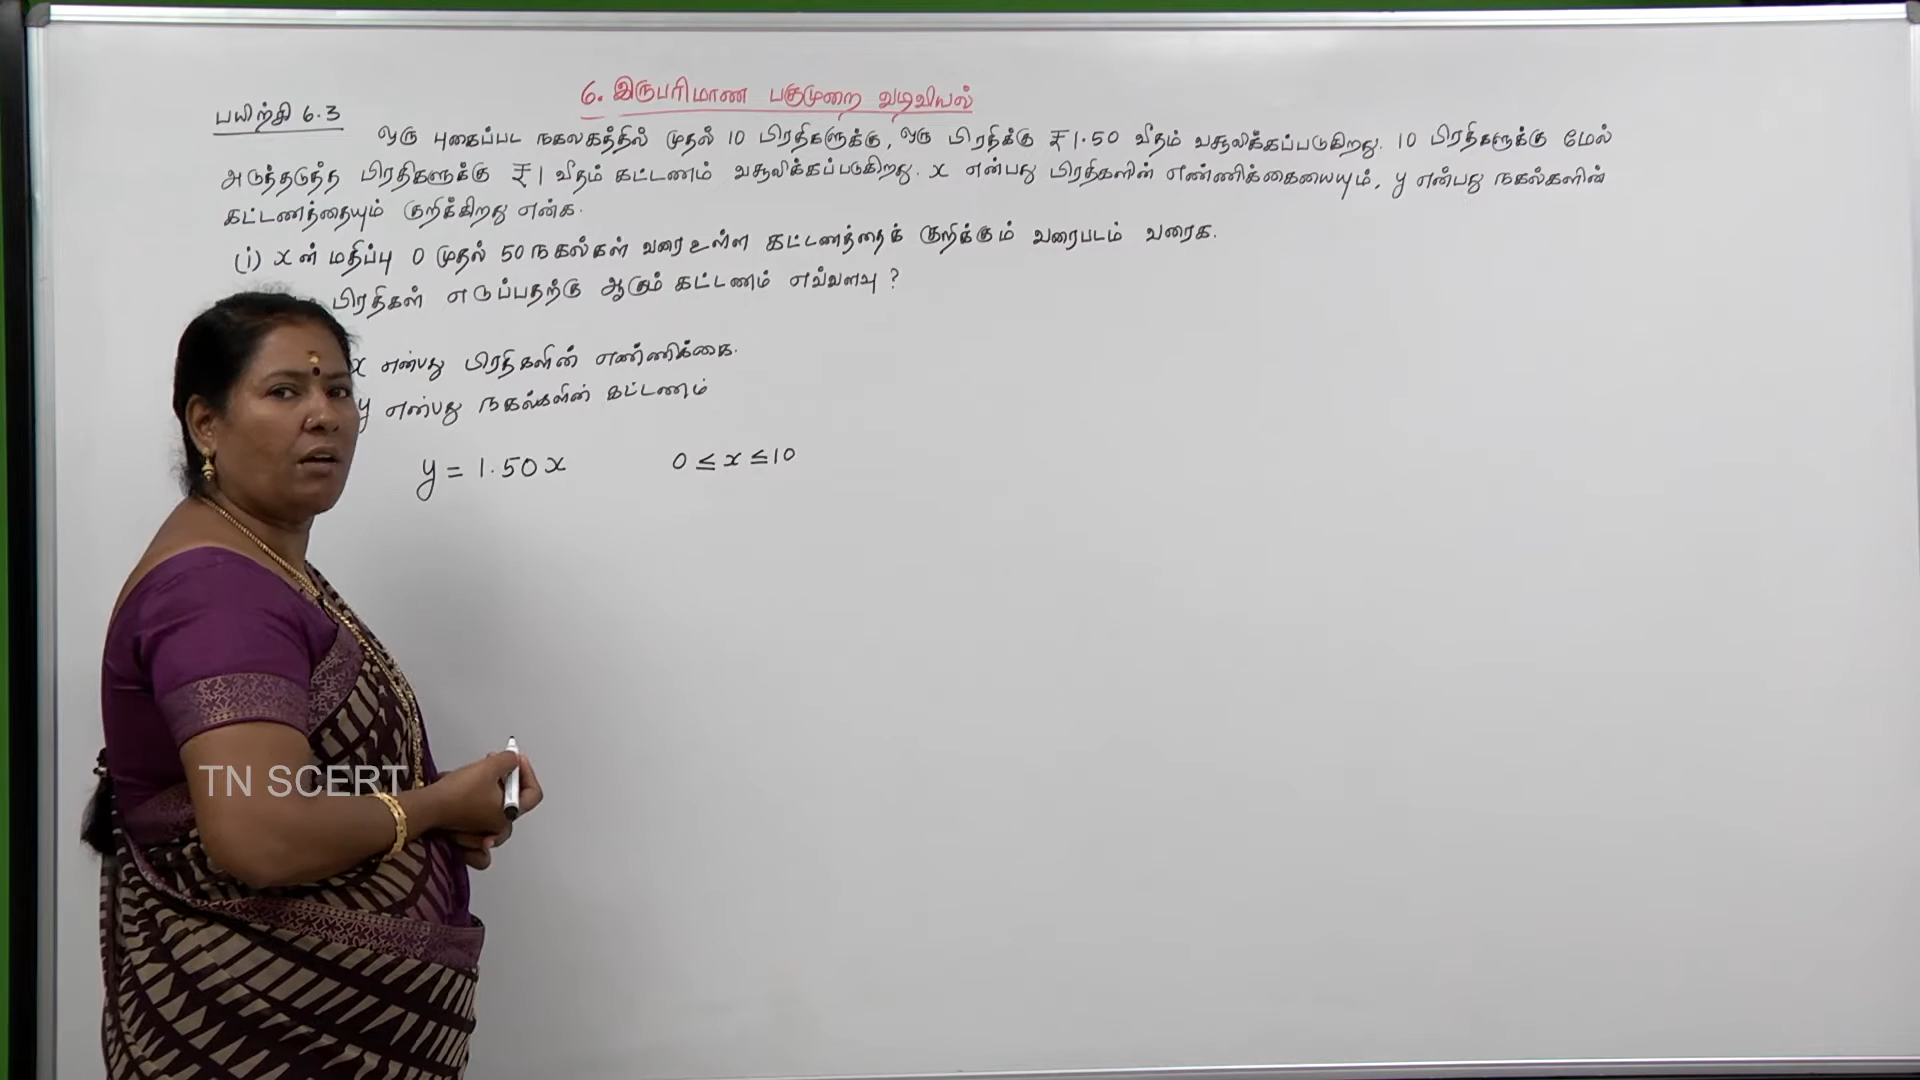 6. இருபரிமாண பகுமுறை வடிவியல்
பயிற்சி 6.3
ஒரு புகைப்பட நகலகத்தில் முதல் 10 பிரதிகளுக்கு, ஒரு பிரதிக்கு ₹1.50 வீதம் வசூலிக்கப்படுகிறது. 10 பிரதிகளுக்கு மேல்
அடுத்தடுத்த பிரதிகளுக்கு ₹1 வீதம் கட்டணம் வசூலிக்கப்படுகிறது. x என்பது பிரதிகளின் எண்ணிக்கையையும், y என்பது நகல்களின்
கட்டணத்தையும் குறிக்கிறது என்க.
(i) x ன் மதிப்பு 0 முதல் 50 நகல்கள் வரை உள்ள கட்டணத்தைக் குறிக்கும் வரைபடம் வரைக.
பிரதிகள் எடுப்பதற்கு ஆகும் கட்டணம் எவ்வளவு ?
x என்பது பிரதிகளின் எண்ணிக்கை.
y என்பது நகல்களின் கட்டணம்
y = 1.50x 0 ≤ x ≤ 10
TN SCERT